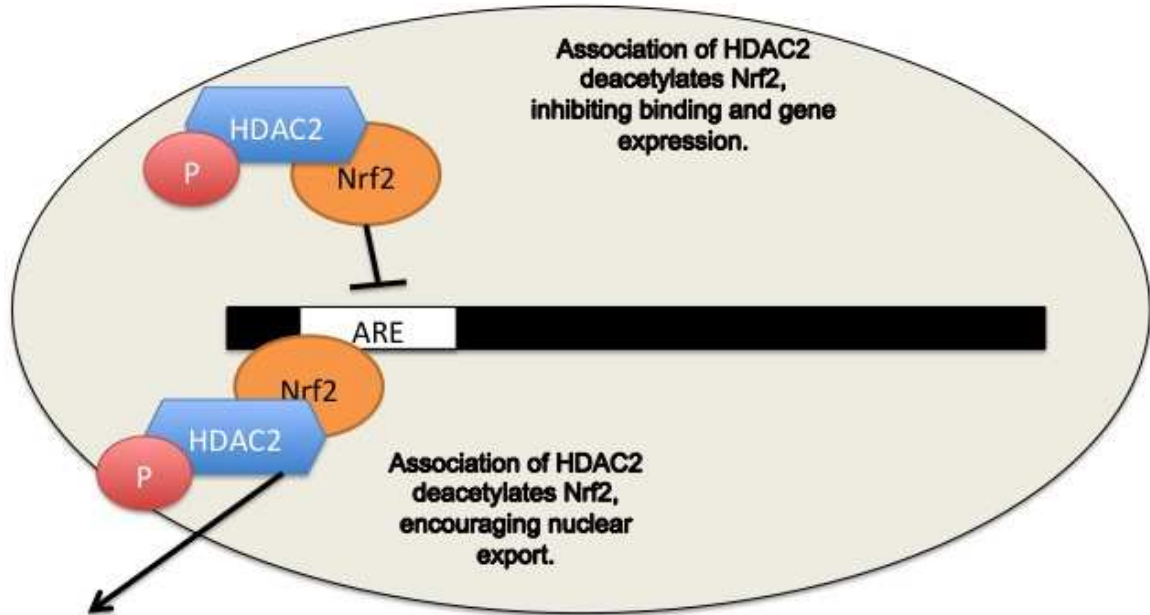 Association of HDAC2
deacetylates Nrf2,
inhibiting binding and gene
expression.
HDAC2
P
Nrf2
ARE
Nrf2
HDAC2
P
Association of HDAC2
deacetylates Nrf2,
encouraging nuclear
export.